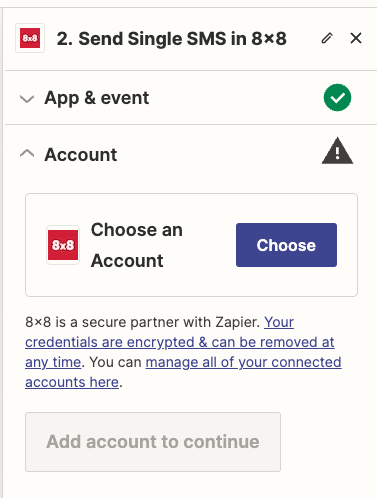 8x8
2. Send Single SMS in 8×8
App & event
Account
8x8
Choose an
Account
Choose
8×8 is a secure partner with Zapier. Your
credentials are encrypted & can be removed at
any time. You can manage all of your connected
accounts here.
Add account to continue